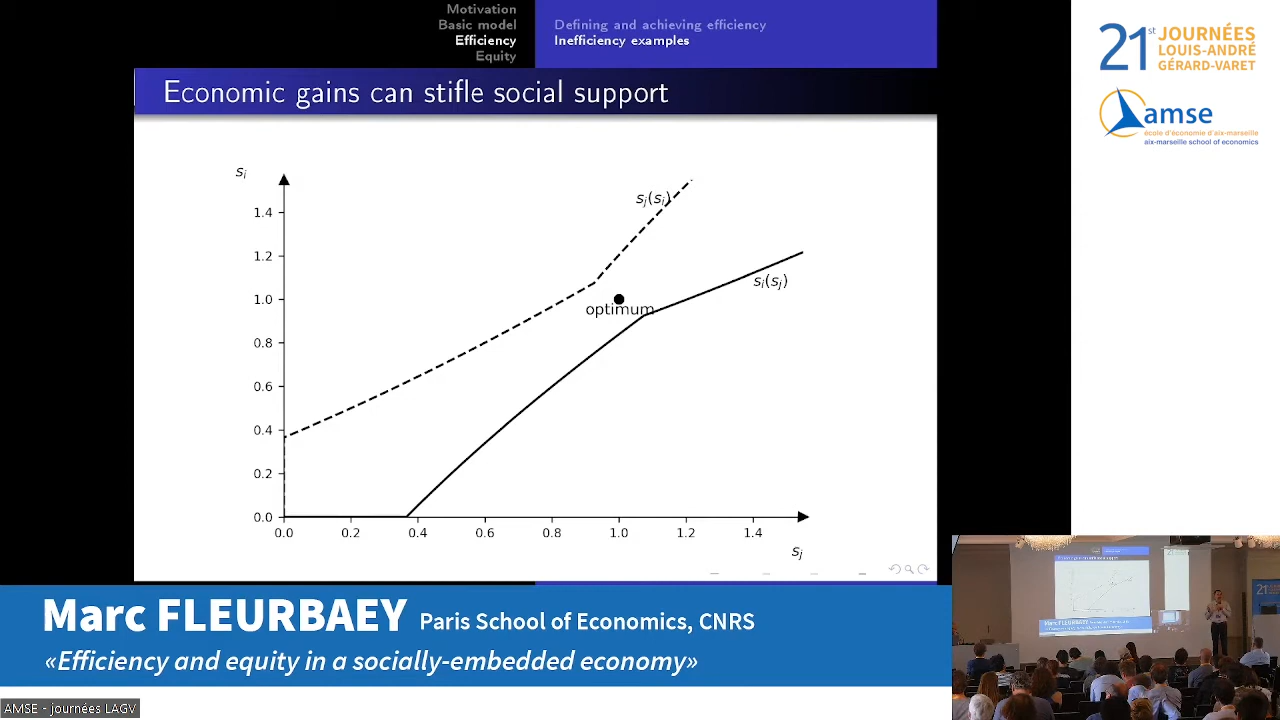 Motivation
Basic model
Efficiency
Equity
Defining and achieving efficiency
Inefficiency examples
Economic gains can stifle social support
s_i
1.4
1.2
1.0
0.8
0.6
0.4
0.2
0.0
0.0 0.2 0.4 0.6 0.8 1.0 1.2 1.4
s_j
s_j(s_i)
s_i(s_j)
optimum
21st JOURNÉES
LOUIS-ANDRÉ
GÉRARD-VARET
amse
école d'économie d'aix-marseille
aix-marseille school of economics
Marc FLEURBAEY Paris School of Economics, CNRS
«Efficiency and equity in a socially-embedded economy»
AMSE - journées LAGV